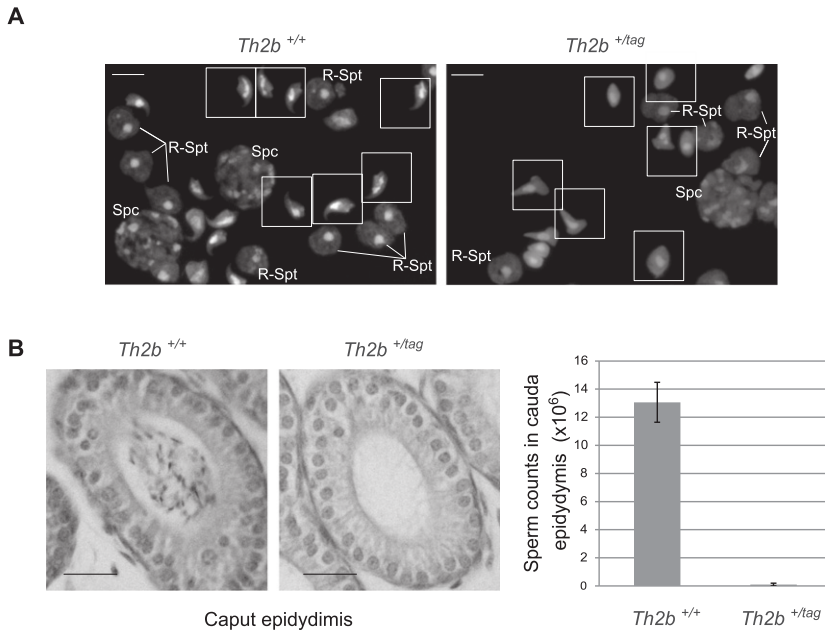 A
Th2b +/+
Th2b +/tag
R-Spt
R-Spt
Spc
Spc
R-Spt
R-Spt
R-Spt
R-Spt
Spc
R-Spt
B
Th2b +/+
Th2b +/tag
Caput epidydimis
Sperm counts in cauda
epidydymis (x10⁶)
16
14
12
10
8
6
4
2
0
Th2b +/+
Th2b +/tag